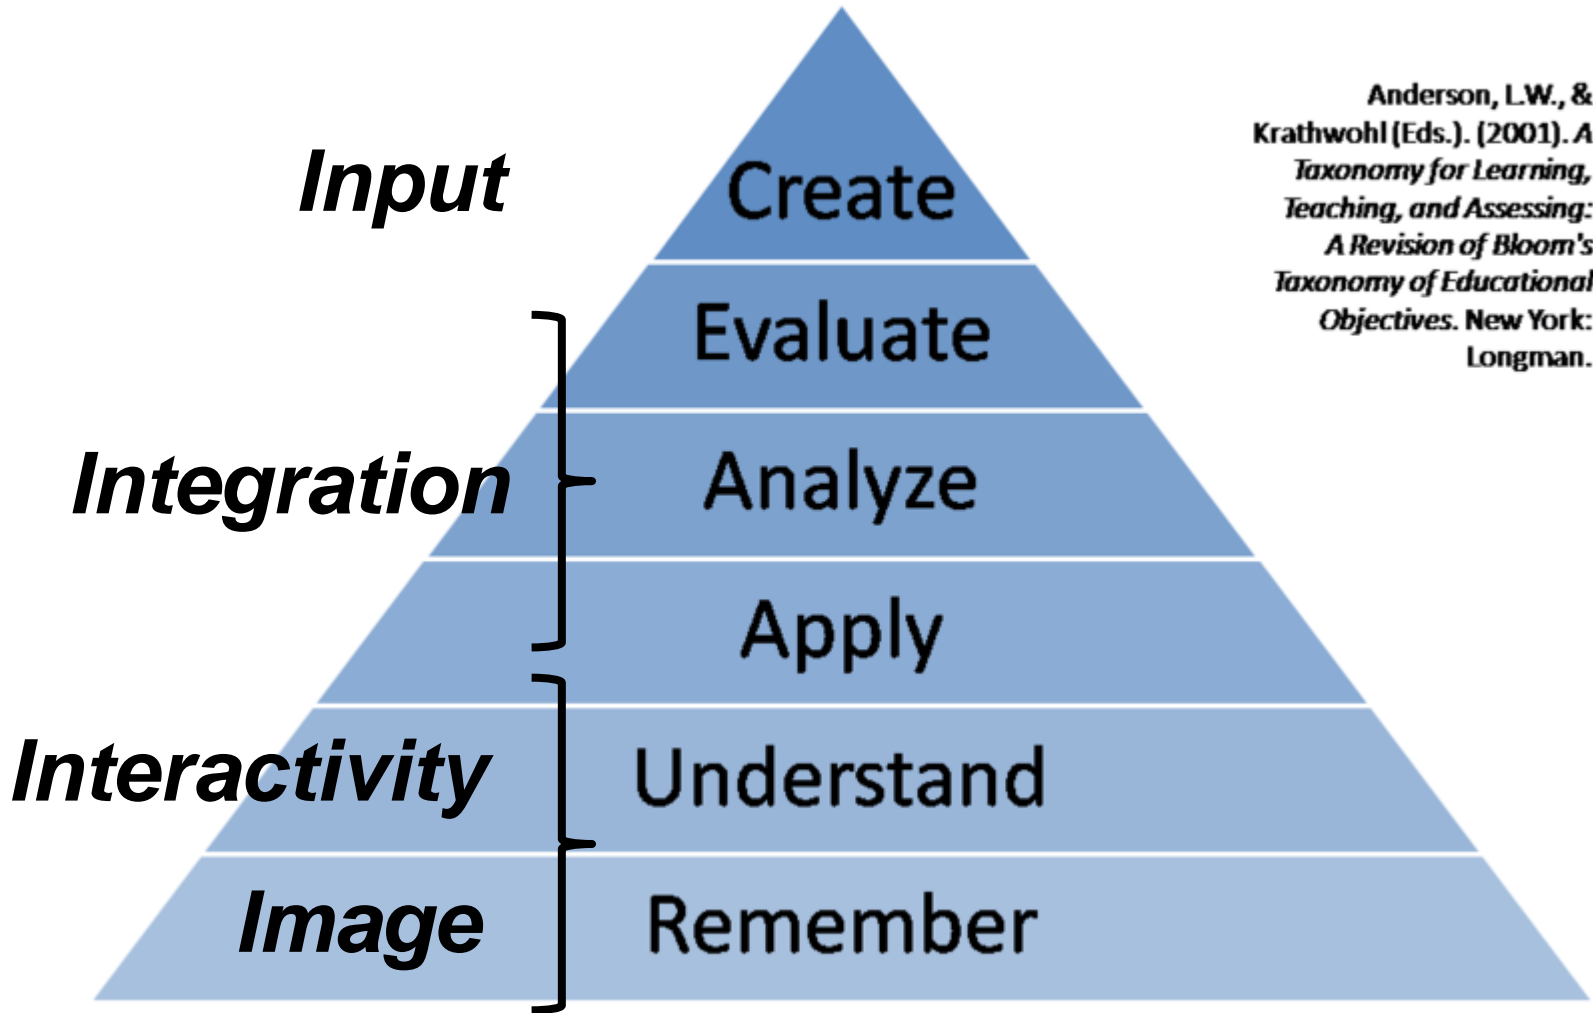 Input
Create
Anderson, L.W., &
Krathwohl (Eds.). (2001). A
Taxonomy for Learning,
Teaching, and Assessing:
A Revision of Bloom's
Taxonomy of Educational
Objectives. New York:
Longman.
Evaluate
Integration
Analyze
Apply
Interactivity
Understand
Image
Remember